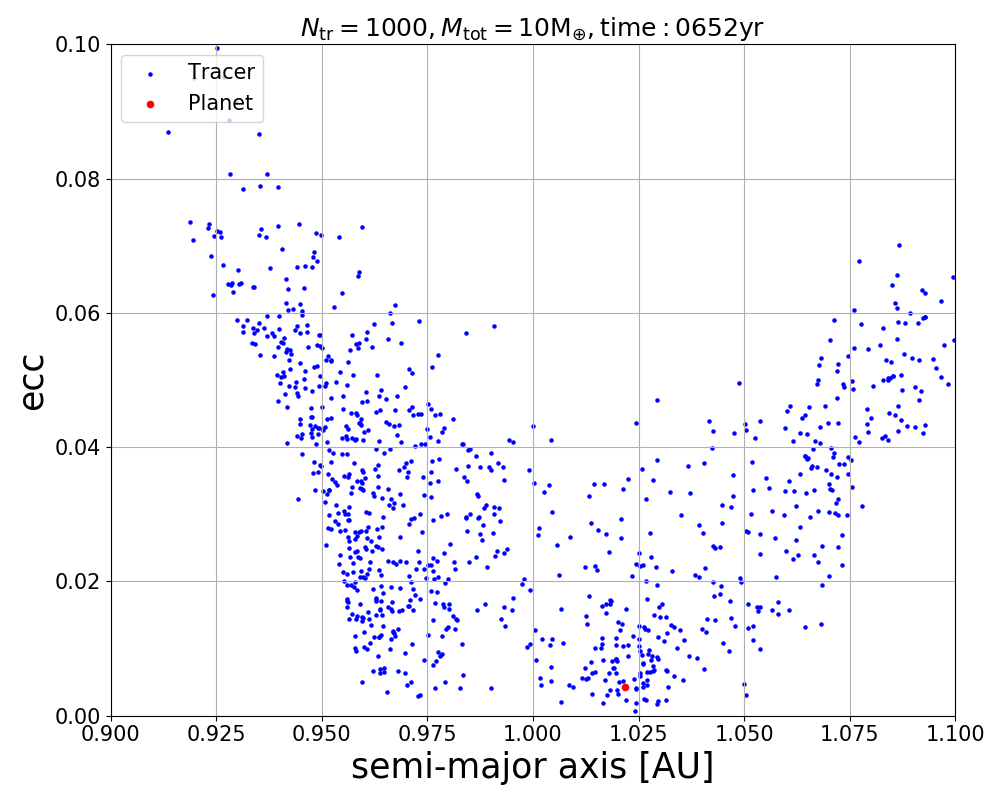 N_tr = 1000, M_tot = 10M_⊕, time : 0652yr
Tracer
Planet
0.10
0.08
0.06
0.04
0.02
0.00
ecc
0.900 0.925 0.950 0.975 1.000 1.025 1.050 1.075 1.100
semi-major axis [AU]